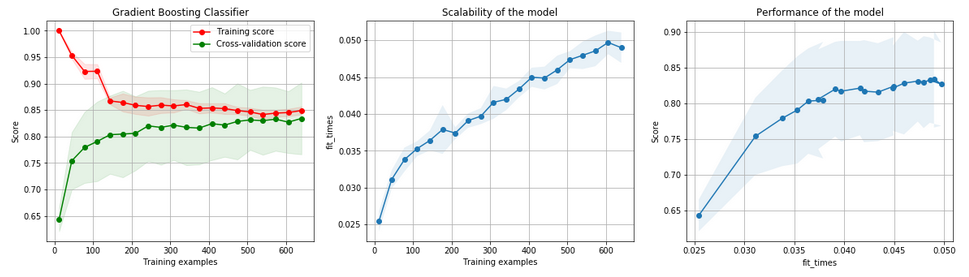 Gradient Boosting Classifier
Training score
Cross-validation score
1.00
0.95
0.90
0.85
0.80
0.75
0.70
0.65
Score
0 100 200 300 400 500 600
Training examples
Scalability of the model
0.050
0.045
0.040
0.035
0.030
0.025
fit_times
0 100 200 300 400 500 600
Training examples
Performance of the model
0.90
0.85
0.80
0.75
0.70
0.65
Score
0.025 0.030 0.035 0.040 0.045 0.050
fit_times